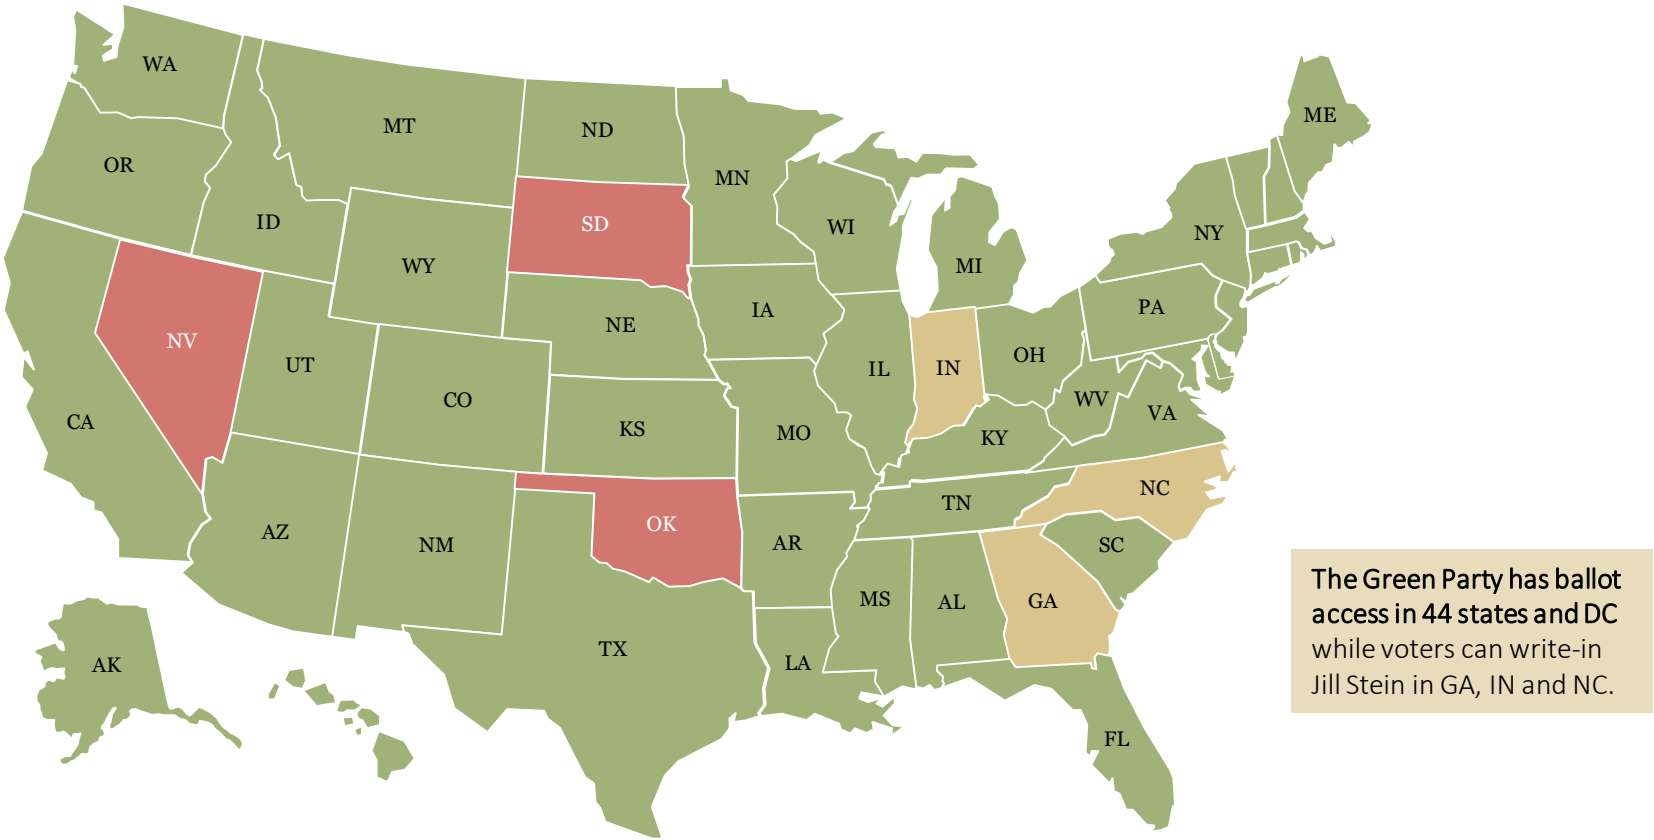 WA
MT
ND
ME
OR
MN
ID
SD
WI
NY
WY
MI
PA
IA
NE
NV
OH
UT
IL
IN
CO
WV
CA
KS
MO
KY
VA
NC
TN
OK
AZ
NM
AR
SC
MS
AL
GA
TX
LA
AK
FL
The Green Party has ballot
access in 44 states and DC
while voters can write-in
Jill Stein in GA, IN and NC.